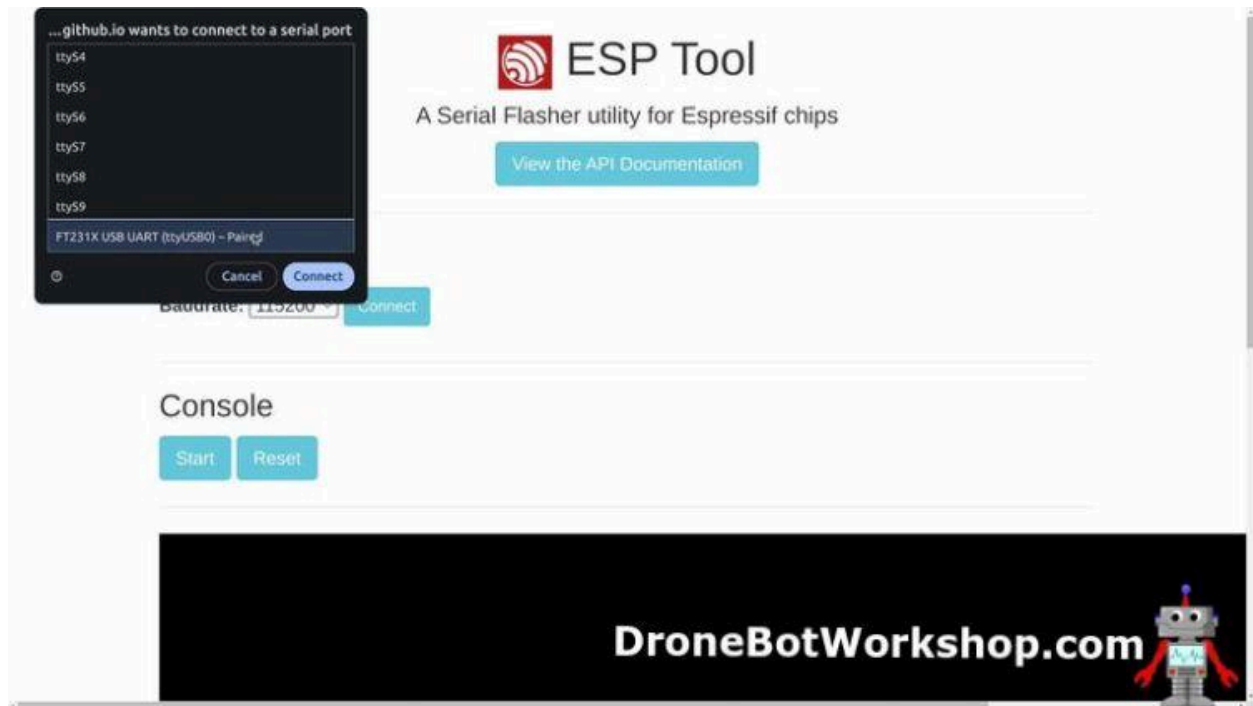 ...github.io wants to connect to a serial port
ttyS4
ttyS5
ttyS6
ttyS7
ttyS8
ttyS9
FT231X USB UART (ttyUSB0) – Paired
Cancel Connect
ESP Tool
A Serial Flasher utility for Espressif chips
View the API Documentation
Baudrate: 115200 Connect
Console
Start Reset
DroneBotWorkshop.com